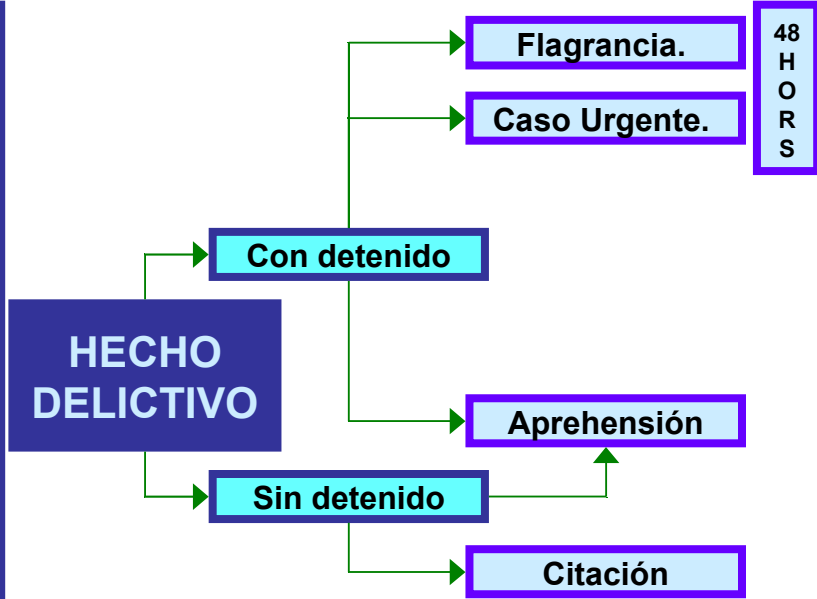 Flagrancia.
48
H
O
R
S
Caso Urgente.
Con detenido
HECHO
DELICTIVO
Aprehensión
Sin detenido
Citación